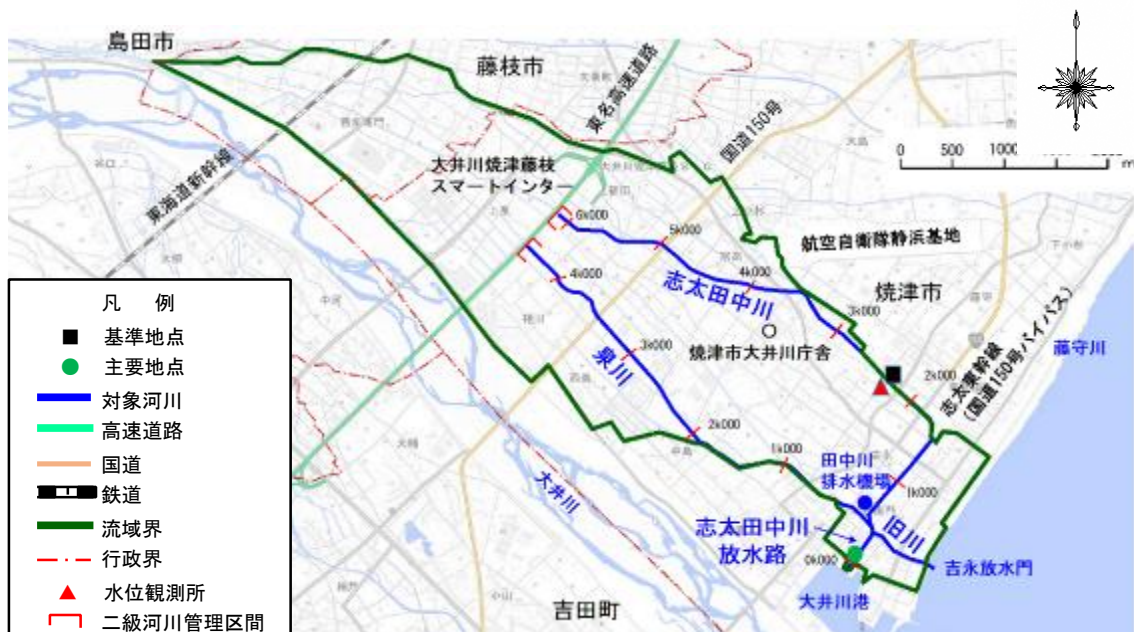 島田市
藤枝市
東名高速道路
国道150号
大井川焼津藤枝
スマートインター
東海道新幹線
0 500 1000
m
航空自衛隊静浜基地
焼津市
6k000
5k000
4k000
3k000
2k000
1k000
0k000
志太田中川
焼津市大井川庁舎
泉川
4k000
3k000
2k000
1k000
志太東幹線
(国道150号バイパス)
藤守川
田中川
排水機場
旧川
志太田中川
放水路
吉永放水門
大井川港
大井川
吉田町
凡 例
基準地点
主要地点
対象河川
高速道路
国道
鉄道
流域界
行政界
水位観測所
二級河川管理区間